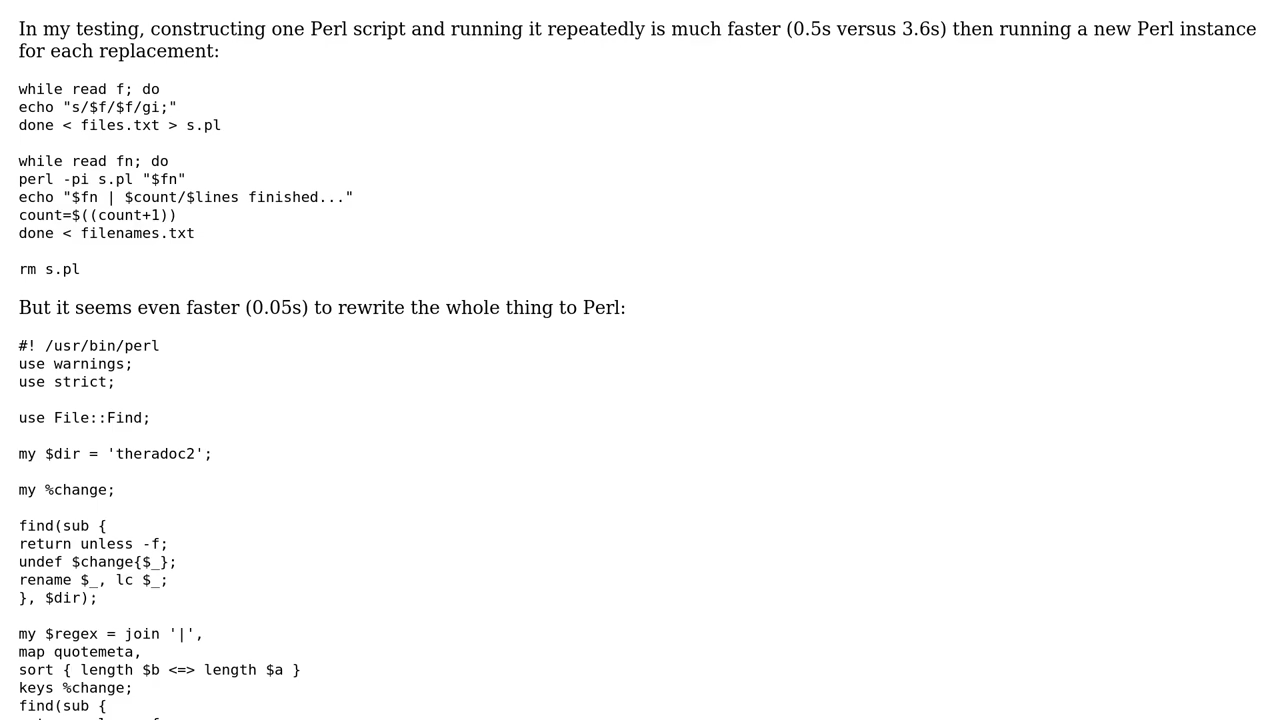 In my testing, constructing one Perl script and running it repeatedly is much faster (0.5s versus 3.6s) then running a new Perl instance
for each replacement:
while read f; do
echo "s/$f/$f/gi;"
done < files.txt > s.pl
while read fn; do
perl -pi s.pl "$fn"
echo "$fn | $count/$lines finished..."
count=$((count+1))
done < filenames.txt
rm s.pl
But it seems even faster (0.05s) to rewrite the whole thing to Perl:
#! /usr/bin/perl
use warnings;
use strict;
use File::Find;
my $dir = 'theradoc2';
my %change;
find(sub {
return unless -f;
undef $change{$_};
rename $_, lc $_;
}, $dir);
my $regex = join '|',
map quotemeta,
sort { length $b <=> length $a }
keys %change;
find(sub {